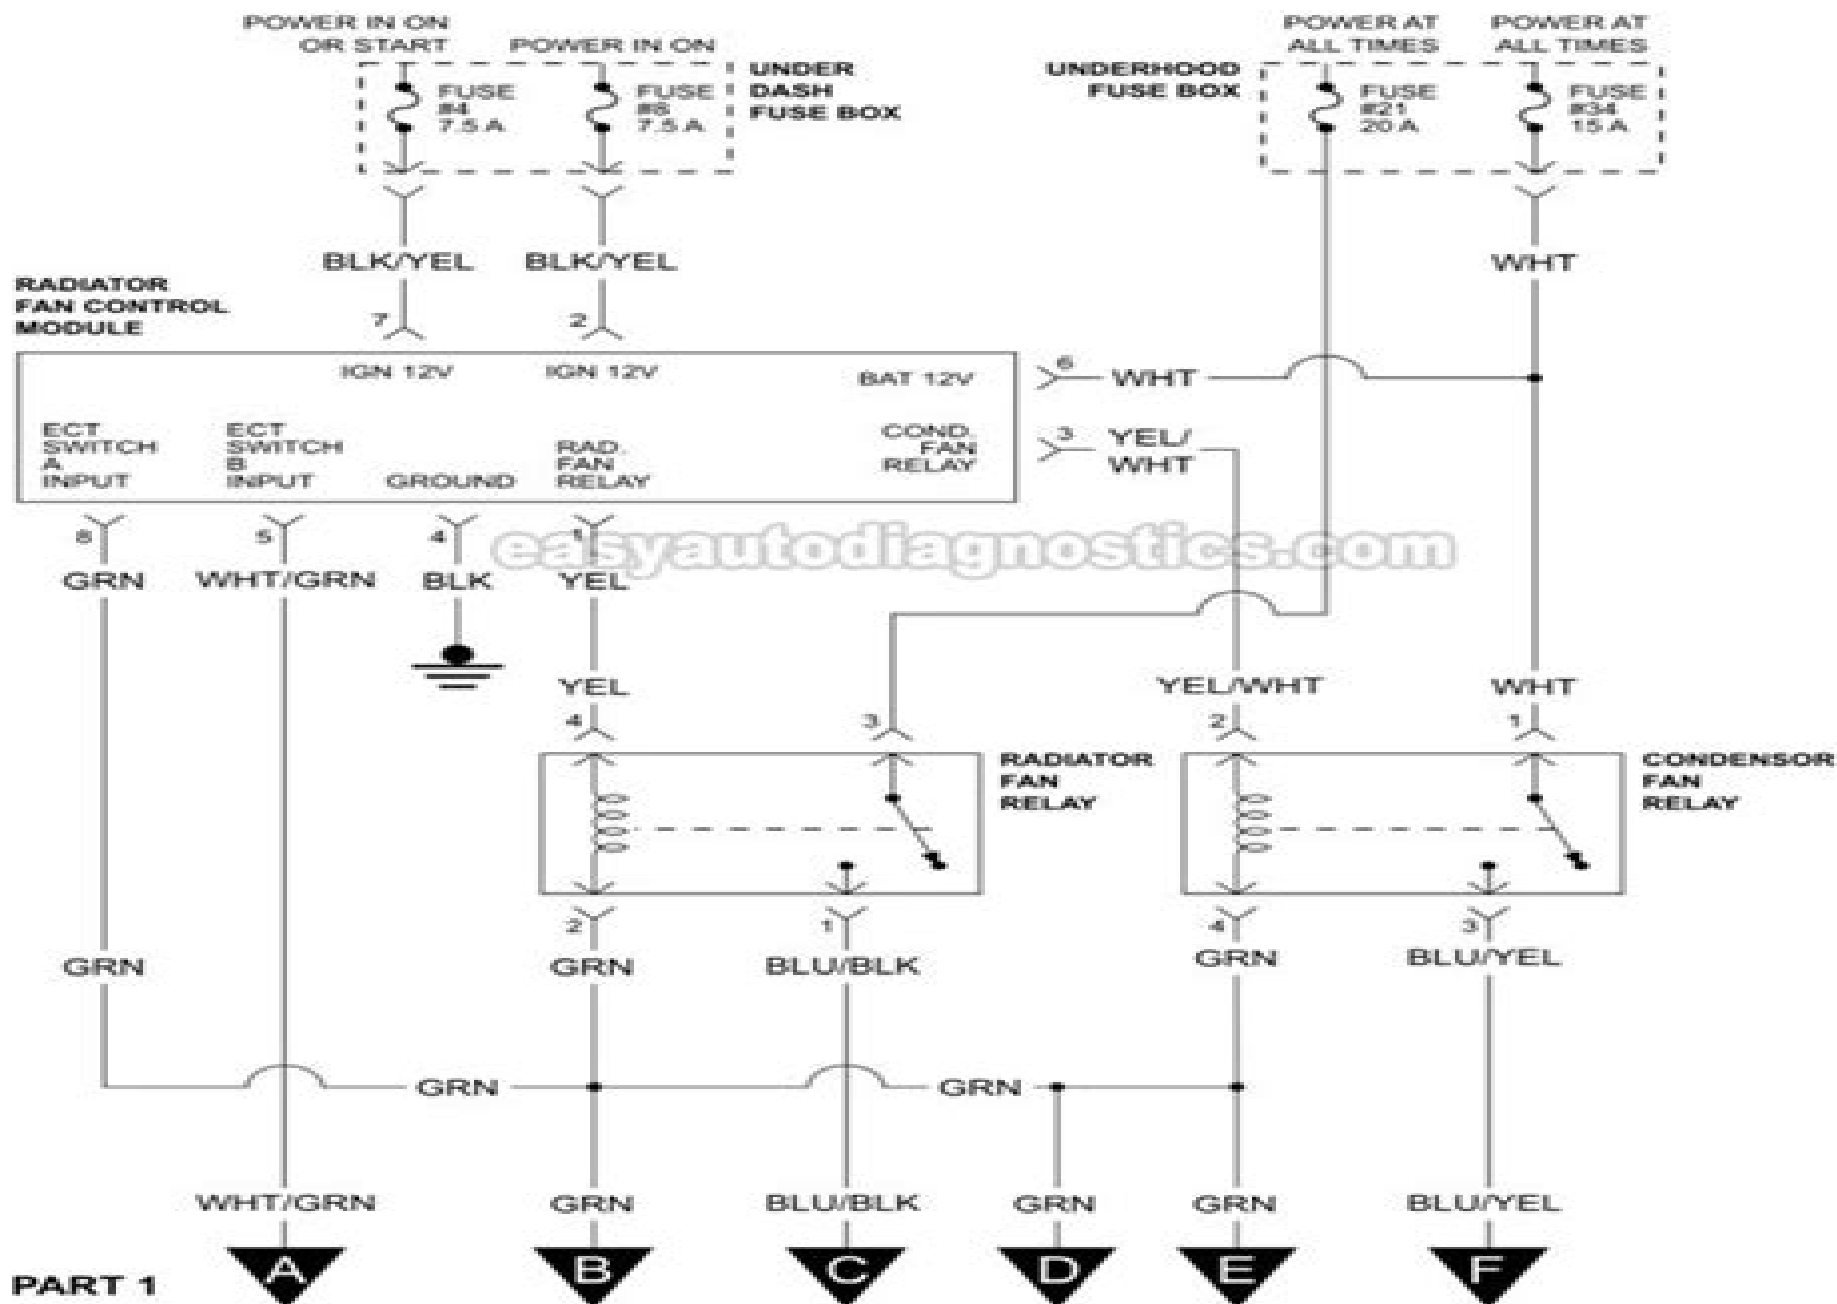 POWER IN ON
OR START
POWER IN ON
POWER AT
ALL TIMES
POWER AT
ALL TIMES
UNDER
DASH
FUSE BOX
UNDERHOOD
FUSE BOX
FUSE
#4
7.5 A
FUSE
#8
7.5 A
FUSE
#21
20 A
FUSE
#34
15 A
BLK/YEL
BLK/YEL
WHT
RADIATOR
FAN CONTROL
MODULE
7
2
IGN 12V
IGN 12V
BAT 12V
6
WHT
ECT
SWITCH
A
INPUT
ECT
SWITCH
B
INPUT
GROUND
RAD.
FAN
RELAY
COND.
FAN
RELAY
3
YEL/
WHT
8
5
4
1
easyautodiagnostics.com
GRN
WHT/GRN
BLK
YEL
YEL
YEL/WHT
WHT
4
3
2
1
RADIATOR
FAN
RELAY
CONDENSOR
FAN
RELAY
2
1
4
3
GRN
GRN
BLU/BLK
GRN
BLU/YEL
GRN
GRN
WHT/GRN
GRN
BLU/BLK
GRN
GRN
BLU/YEL
A
B
C
D
E
F
PART 1